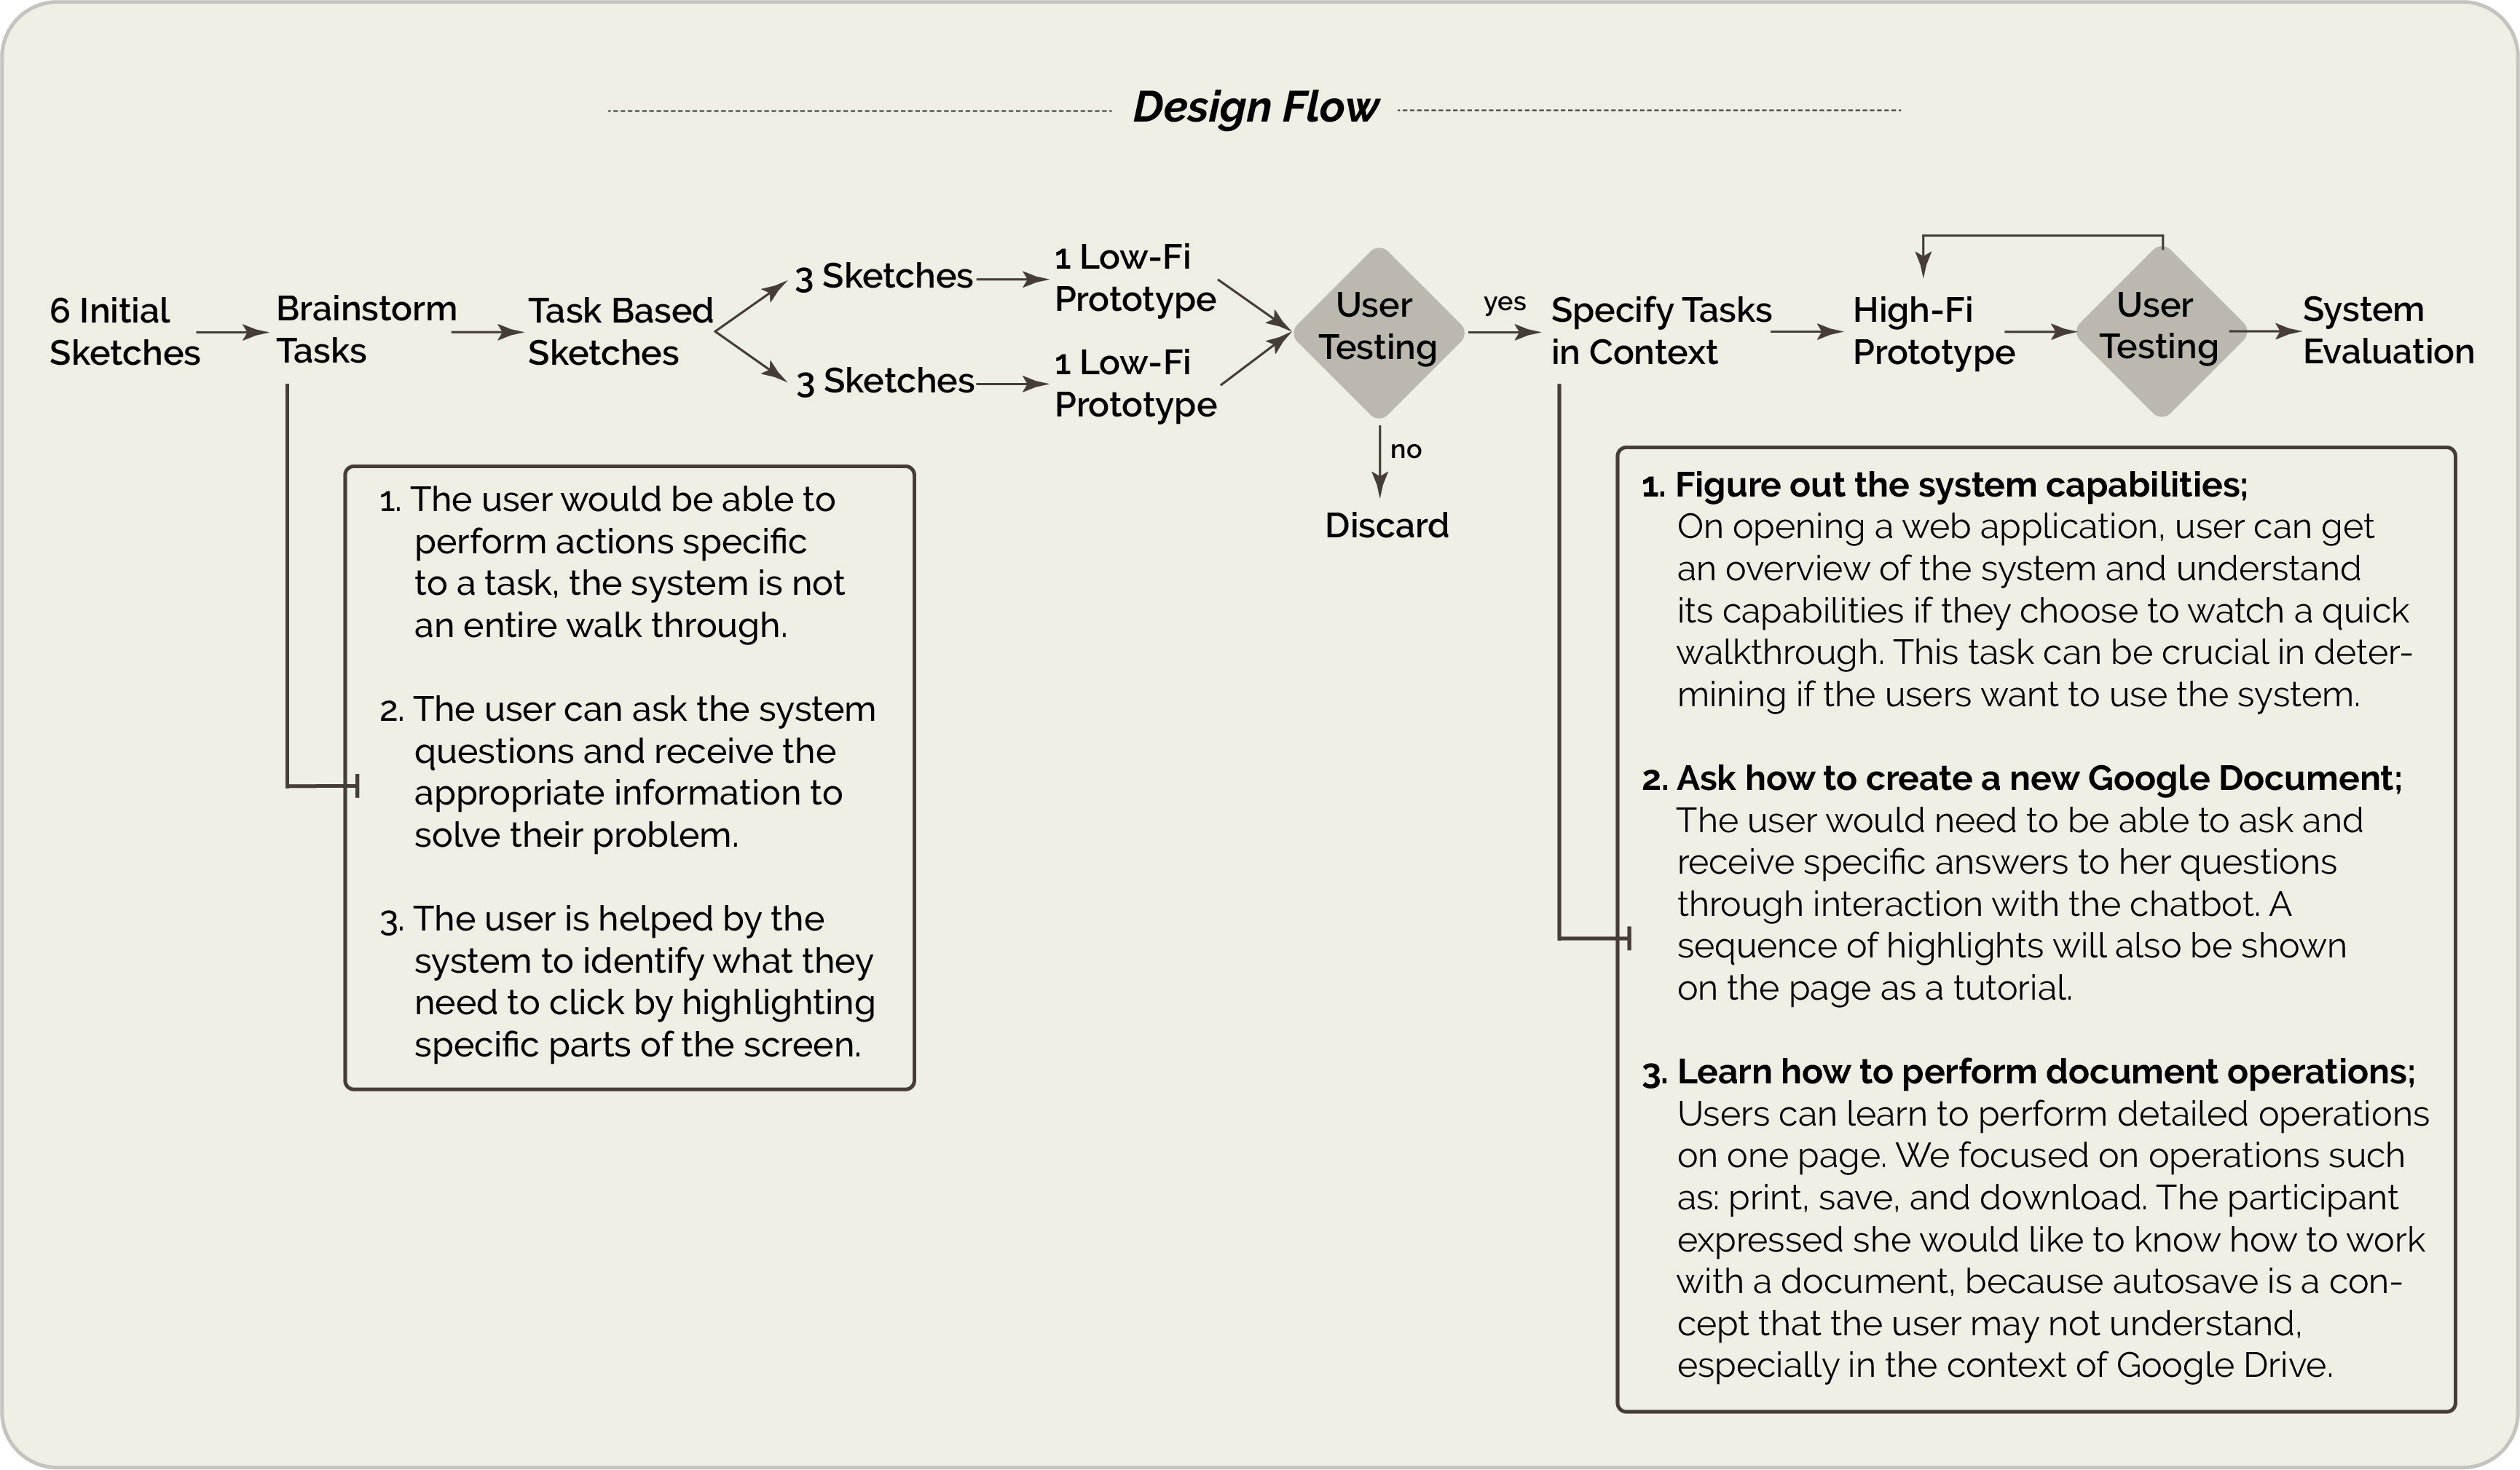 Design Flow
6 Initial
Sketches
Brainstorm
Tasks
Task Based
Sketches
3 Sketches
1 Low-Fi
Prototype
3 Sketches
1 Low-Fi
Prototype
User
Testing
yes
no
Discard
Specify Tasks
in Context
High-Fi
Prototype
User
Testing
System
Evaluation
1. The user would be able to
perform actions specific
to a task, the system is not
an entire walk through.
2. The user can ask the system
questions and receive the
appropriate information to
solve their problem.
3. The user is helped by the
system to identify what they
need to click by highlighting
specific parts of the screen.
1. Figure out the system capabilities;
On opening a web application, user can get
an overview of the system and understand
its capabilities if they choose to watch a quick
walkthrough. This task can be crucial in deter-
mining if the users want to use the system.
2. Ask how to create a new Google Document;
The user would need to be able to ask and
receive specific answers to her questions
through interaction with the chatbot. A
sequence of highlights will also be shown
on the page as a tutorial.
3. Learn how to perform document operations;
Users can learn to perform detailed operations
on one page. We focused on operations such
as: print, save, and download. The participant
expressed she would like to know how to work
with a document, because autosave is a con-
cept that the user may not understand,
especially in the context of Google Drive.